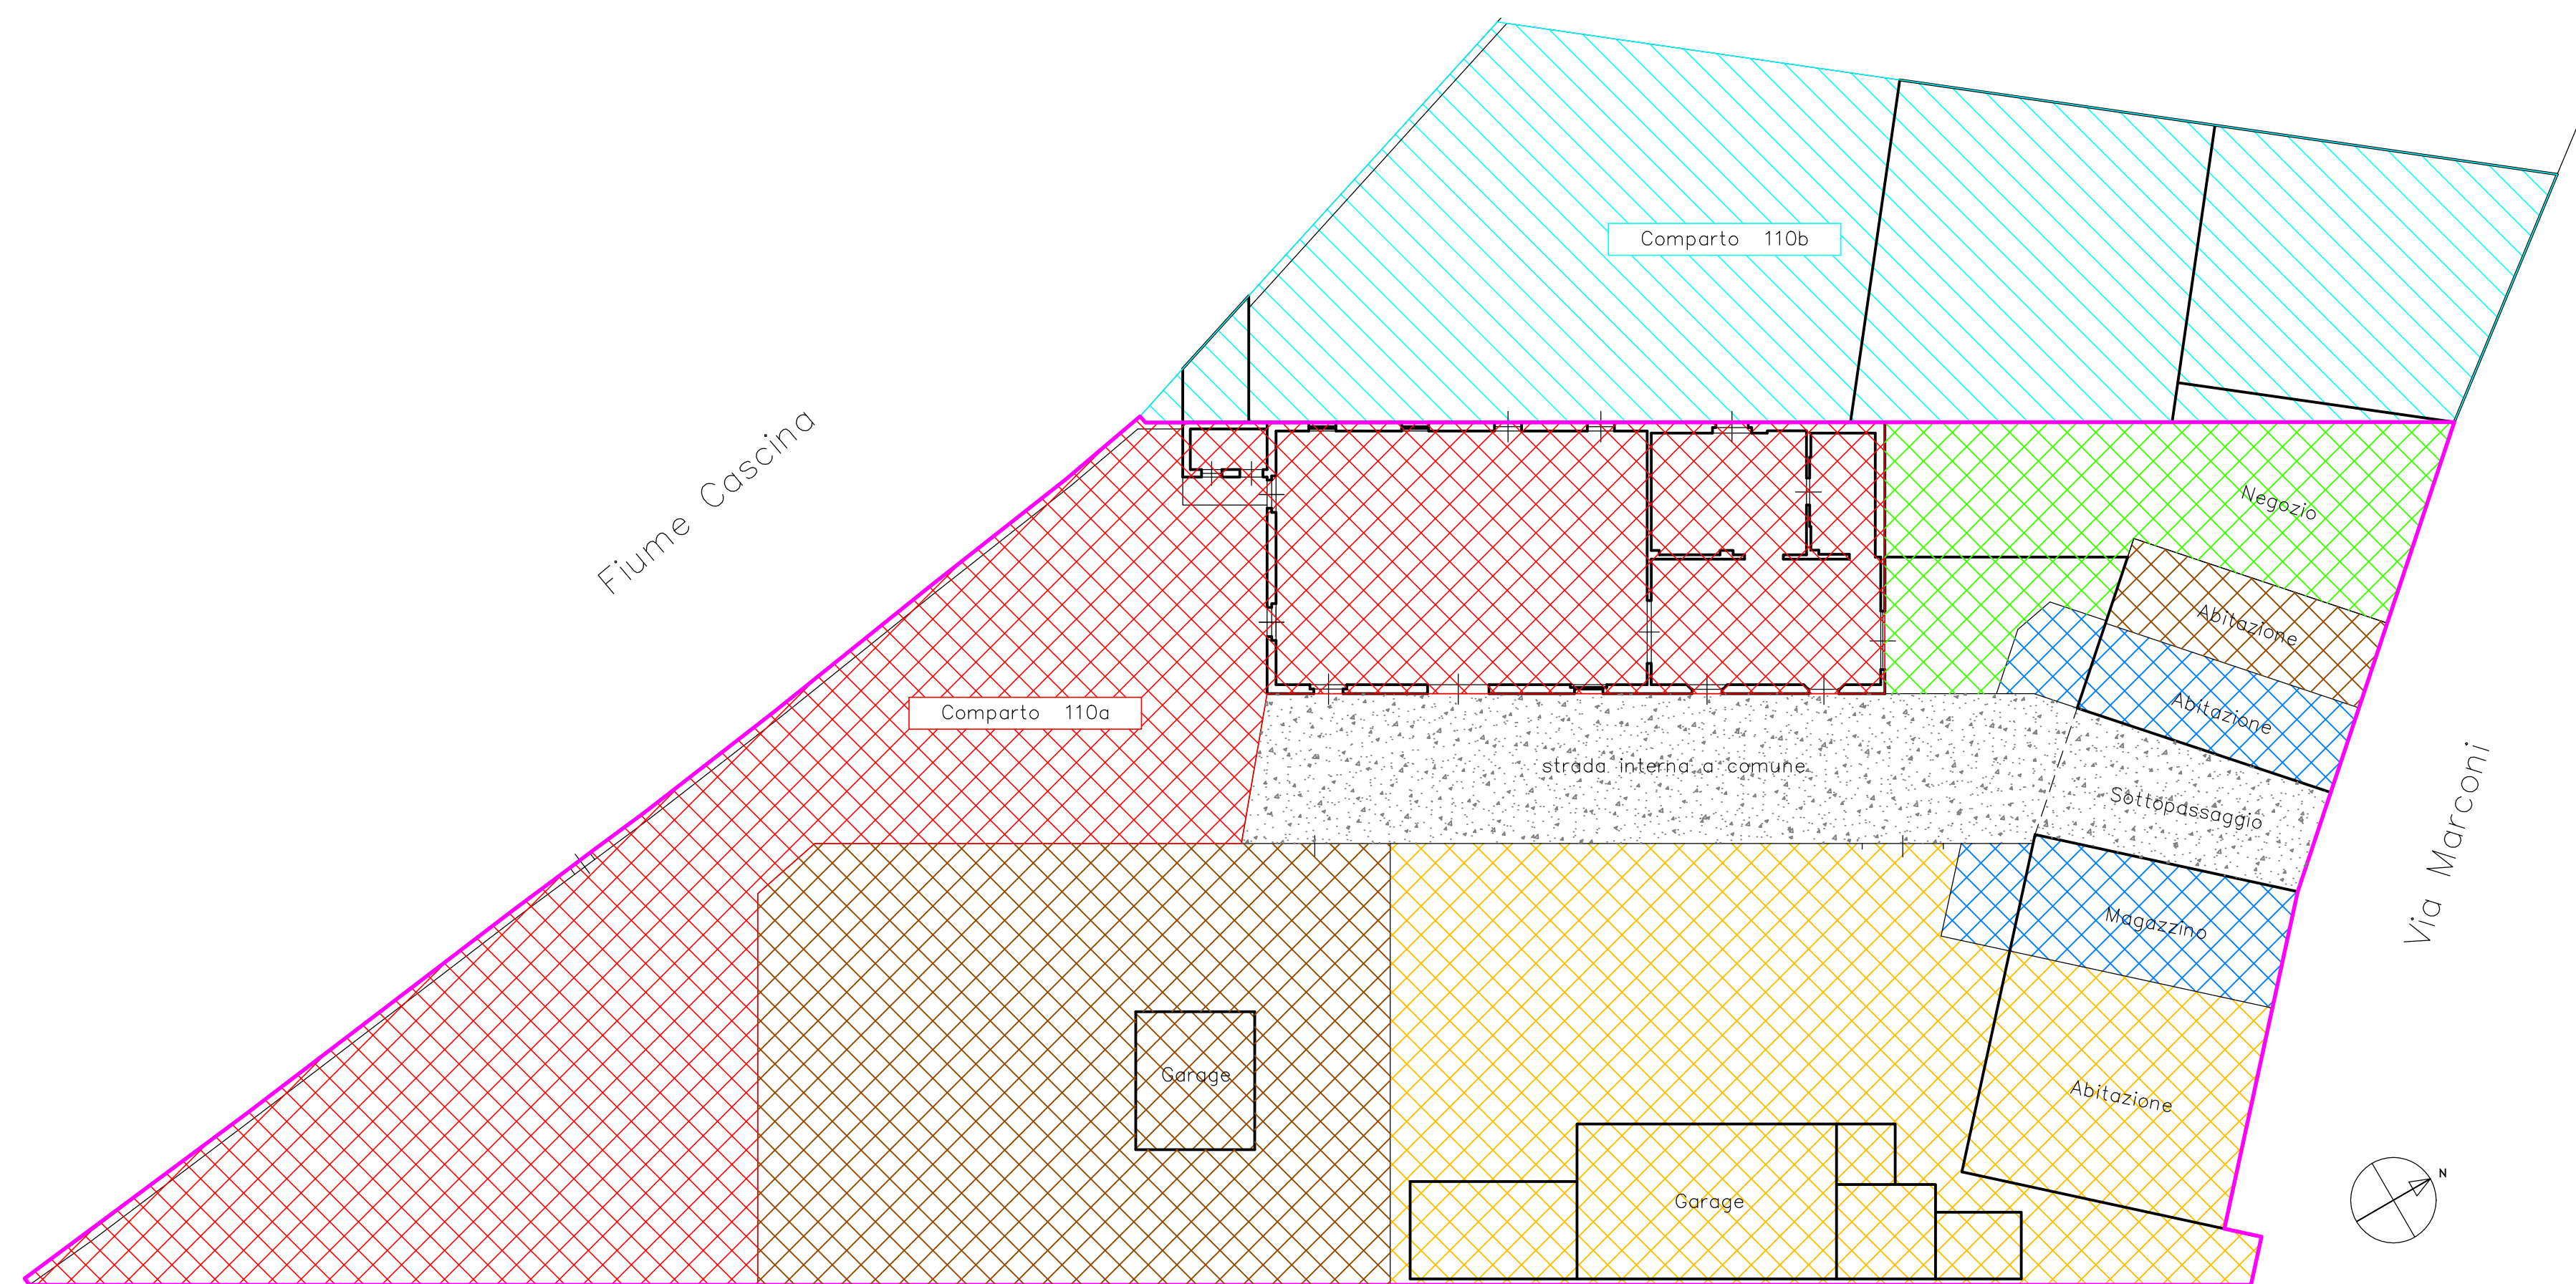 Comparto 110b
Fiume Cascina
Negozio
Abitazione
Abitazione
Comparto 110a
strada interna a comune
Sottopassaggio
Via Marconi
Magazzino
Garage
Abitazione
Garage
N